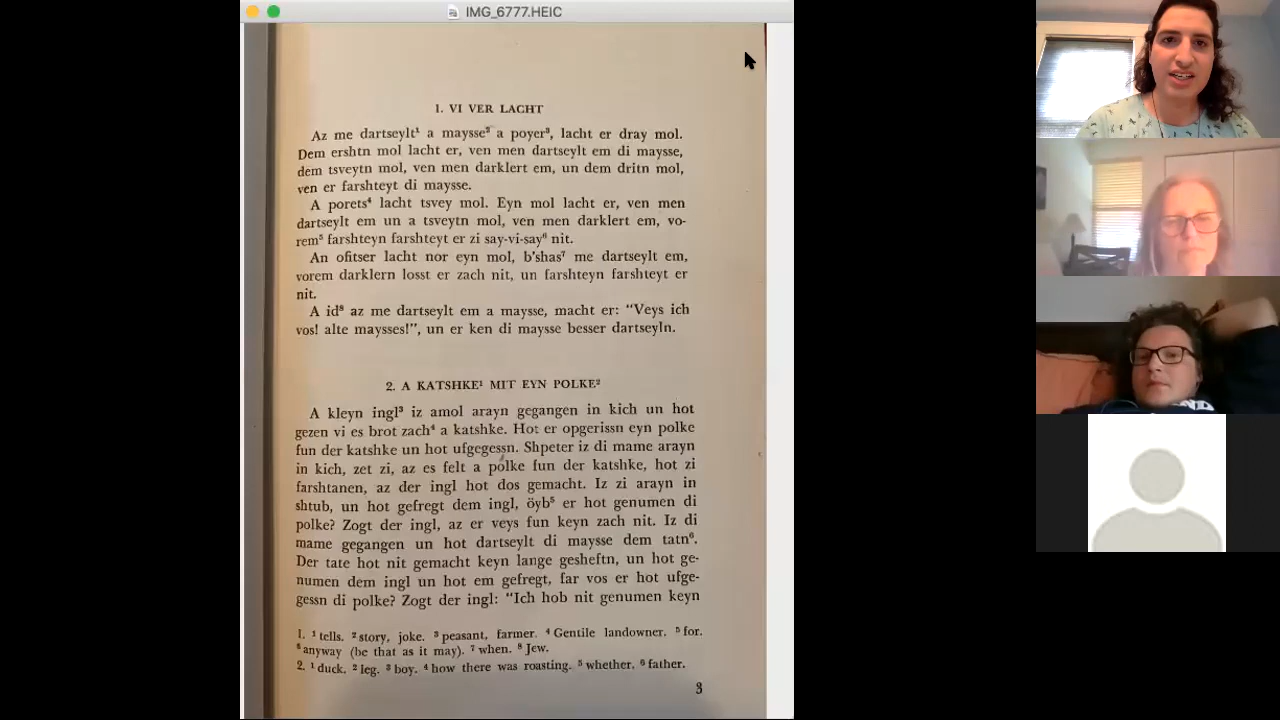 IMG_6777.HEIC
1. VI VER LACHT
Az me dartseylt¹ a maysse² a poyer³, lacht er dray mol.
Dem ershtn mol lacht er, ven men dartseylt em di maysse,
dem tsveytn mol, ven men darklert em, un dem dritn mol,
ven er farshteyt di maysse.
A porets⁴ lacht tsvey mol. Eyn mol lacht er, ven men
dartseylt em un a tsveytn mol, ven men darklert em, vo-
rem⁵ farshteyn farshteyt er zi say-vi-say⁶ nit.
An ofitser lacht nor eyn mol, b'shas⁷ me dartseylt em,
vorem darklern losst er zach nit, un farshteyn farshteyt er
nit.
A id⁸ az me dartseylt em a maysse, macht er: "Veys ich
vos! alte maysses!", un er ken di maysse besser dartseyln.
2. A KATSHKE¹ MIT EYN POLKE²
A kleyn ingl³ iz amol arayn gegangen in kich un hot
gezen vi es brot zach⁴ a katshke. Hot er opgerissn eyn polke
fun der katshke un hot ufgegessn. Shpeter iz di mame arayn
in kich, zet zi, az es felt a polke fun der katshke, hot zi
farshtanen, az der ingl hot dos gemacht. Iz zi arayn in
shtub, un hot gefregt dem ingl, öyb⁵ er hot genumen di
polke? Zogt der ingl, az er veys fun keyn zach nit. Iz di
mame gegangen un hot dartseylt di maysse dem tatn⁶.
Der tate hot nit gemacht keyn lange gesheftn, un hot ge-
numen dem ingl un hot em gefregt, far vos er hot ufge-
gessn di polke? Zogt der ingl: "Ich hob nit genumen keyn
1. ¹ tells. ² story, joke. ³ peasant, farmer. ⁴ Gentile landowner. ⁵ for.
⁶ anyway (be that as it may). ⁷ when. ⁸ Jew.
2. ¹ duck. ² leg. ³ boy. ⁴ how there was roasting. ⁵ whether. ⁶ father.
3